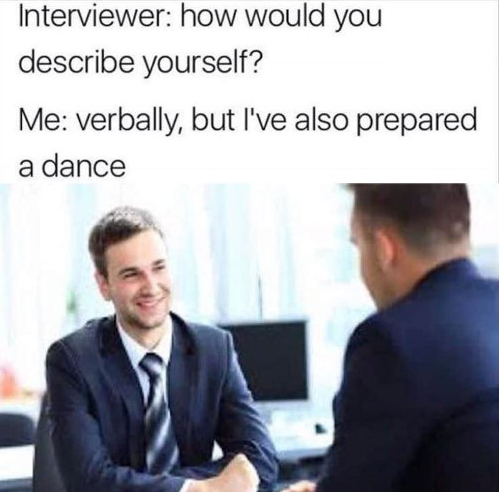 Interviewer: how would you
describe yourself?
Me: verbally, but I've also prepared
a dance